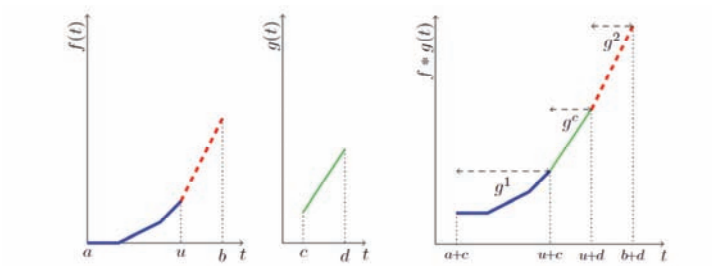 f(t)
a
u
b
t
g(t)
c
d
t
f * g(t)
g¹
gᶜ
g²
a+c
u+c
u+d
b+d
t